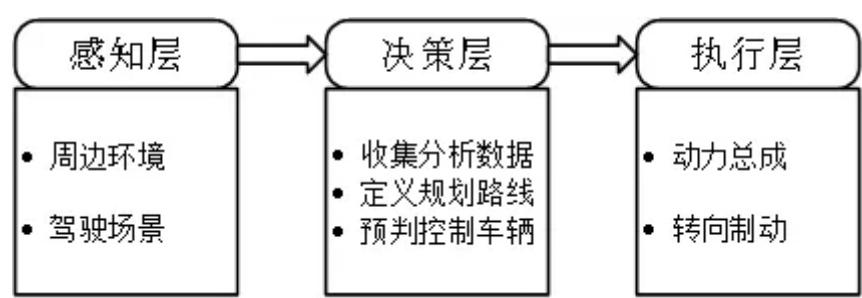 感知层
• 周边环境
• 驾驶场景
决策层
• 收集分析数据
• 定义规划路线
• 预判控制车辆
执行层
• 动力总成
• 转向制动